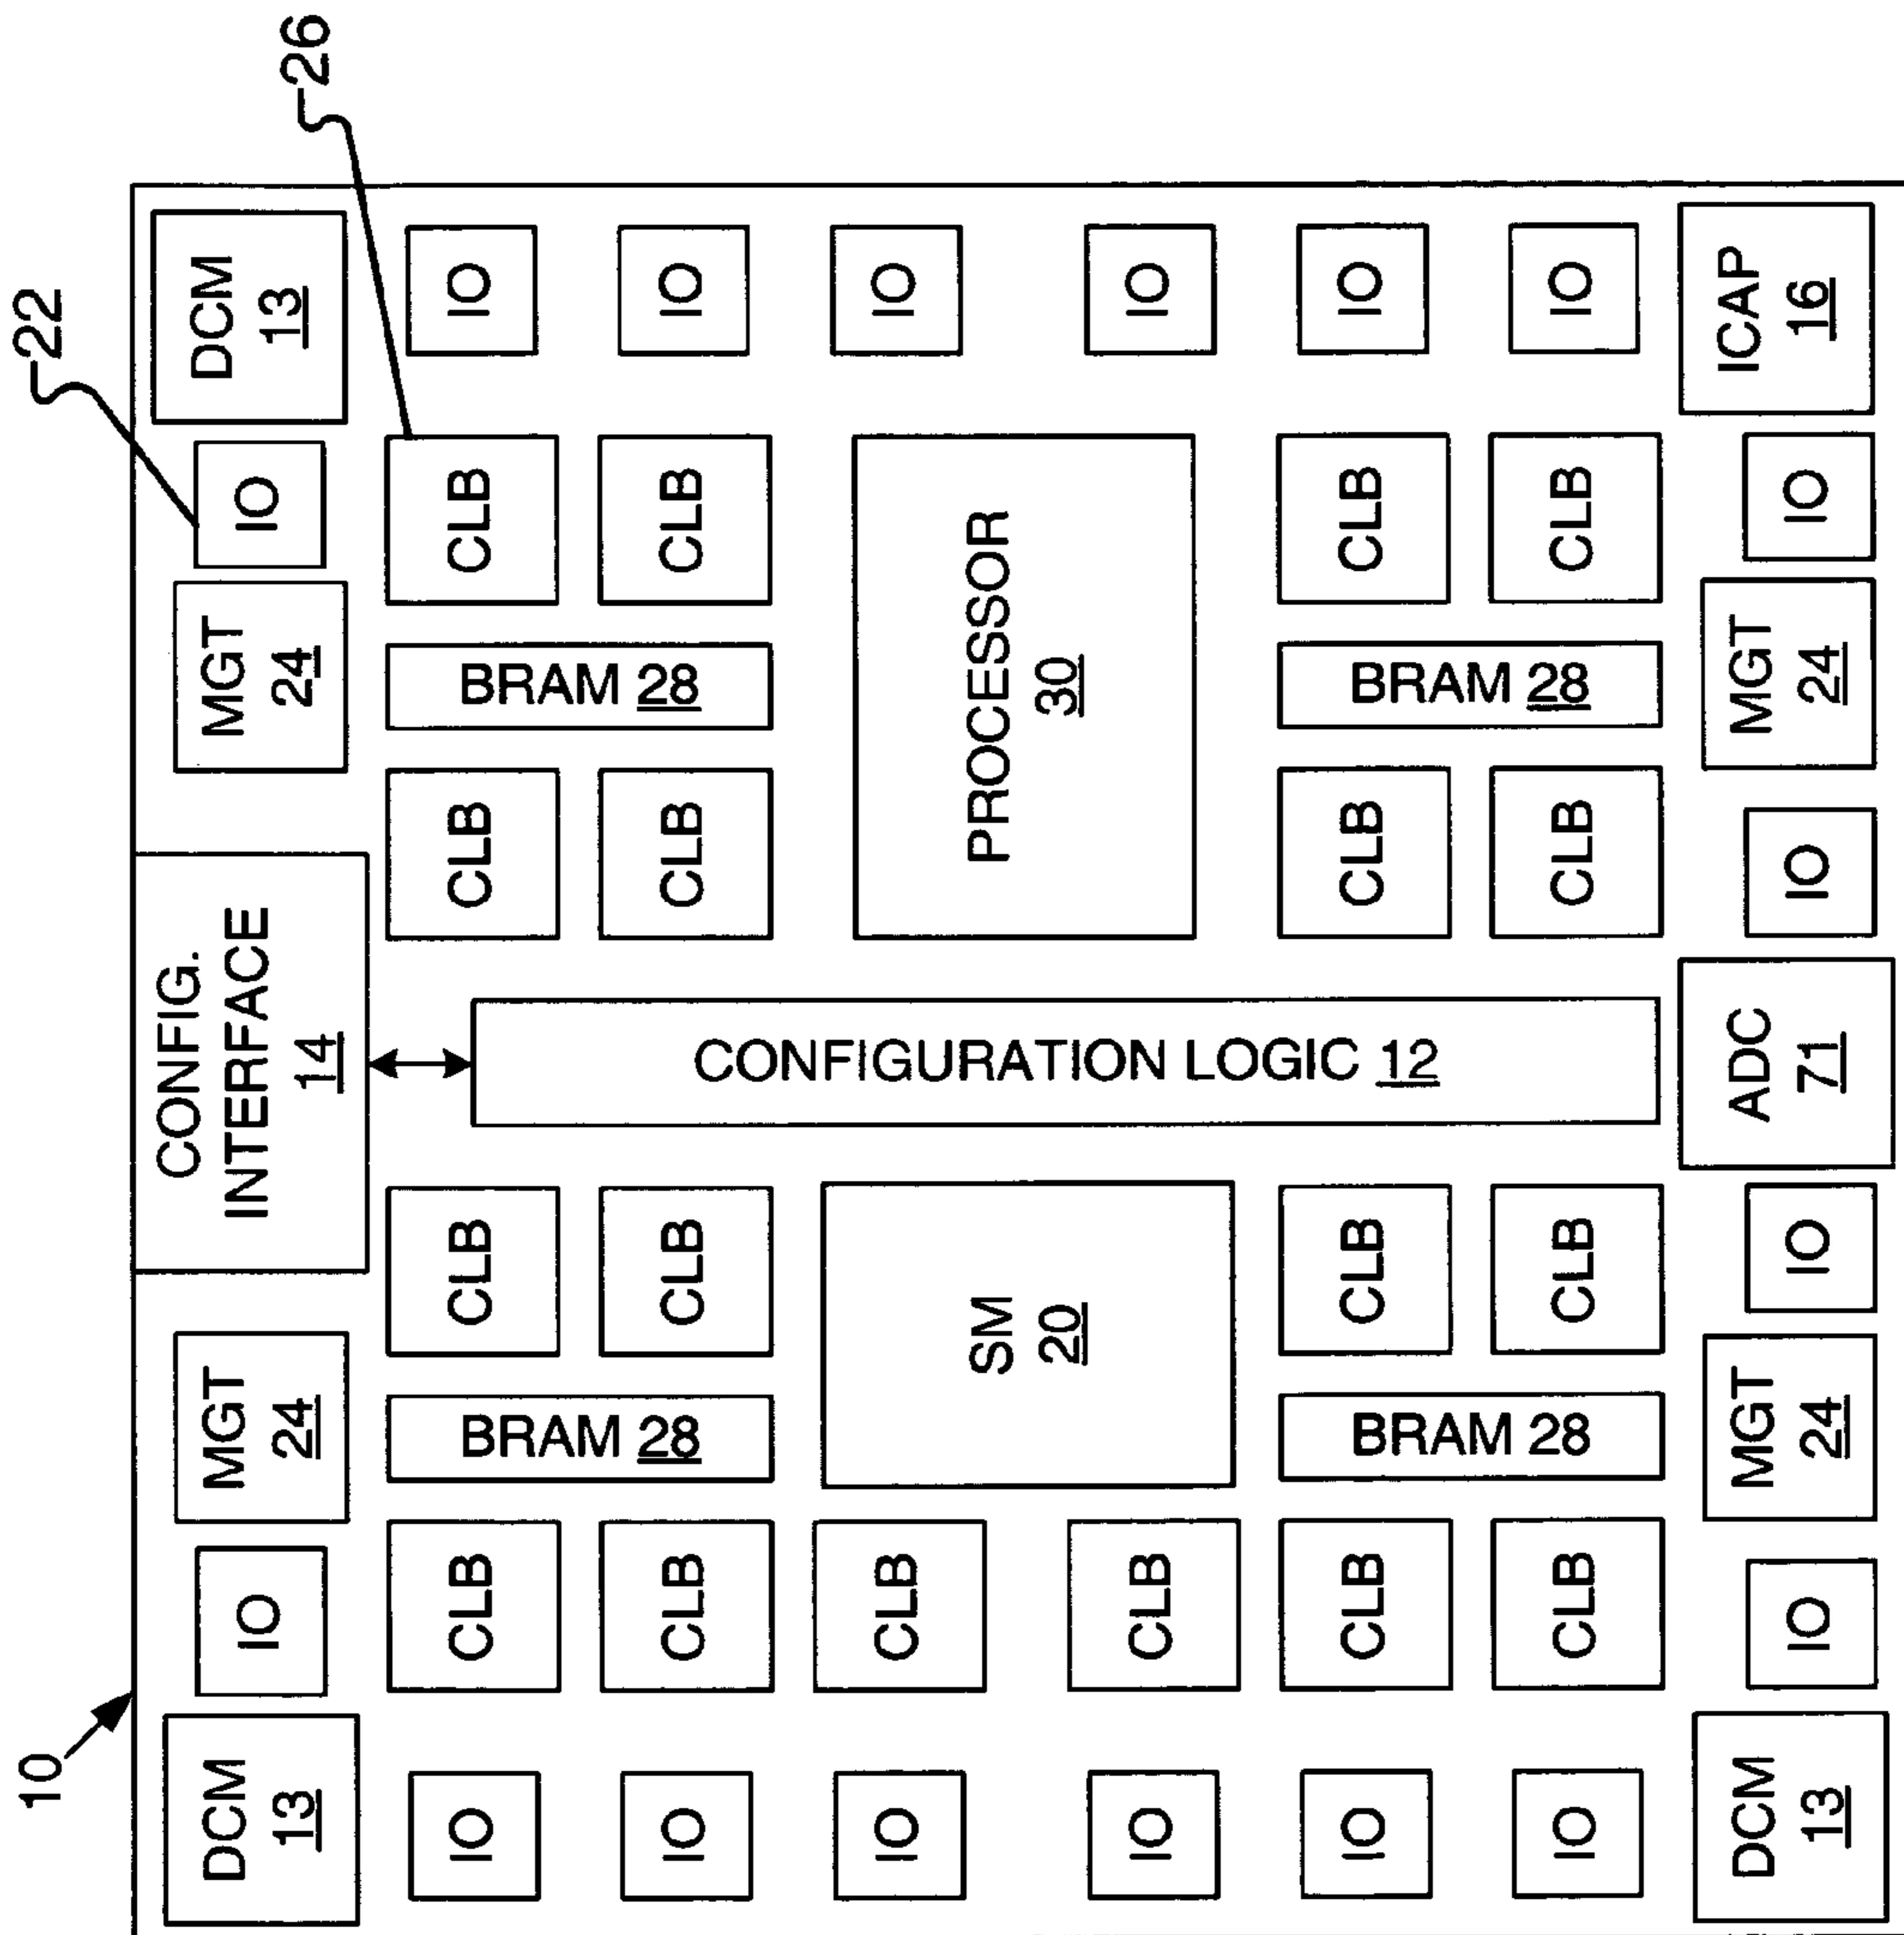 10
22
26
DCM
13
IO
MGT
24
CONFIG.
INTERFACE
14
MGT
24
IO
DCM
13
IO
CLB
CLB
CLB
CLB
IO
BRAM 28
BRAM 28
IO
CLB
CLB
CLB
CLB
IO
IO
CLB
SM
20
CONFIGURATION LOGIC 12
PROCESSOR
30
IO
IO
CLB
IO
IO
CLB
CLB
CLB
CLB
IO
BRAM 28
BRAM 28
IO
CLB
CLB
CLB
CLB
IO
DCM
13
IO
MGT
24
IO
ADC
71
IO
MGT
24
IO
ICAP
16